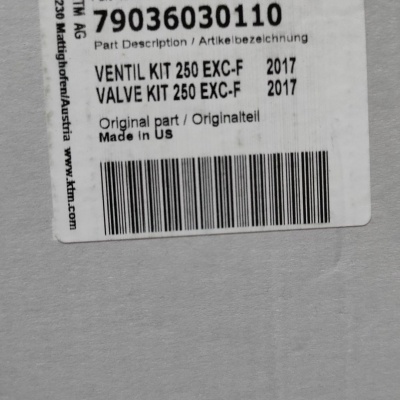 79036030110
Part Description / Artikelbezeichnung
VENTIL KIT 250 EXC-F 2017
VALVE KIT 250 EXC-F 2017
Original part / Originalteil
Made In US
TM AG
230 Mattighofen/Austria www.ktm.com